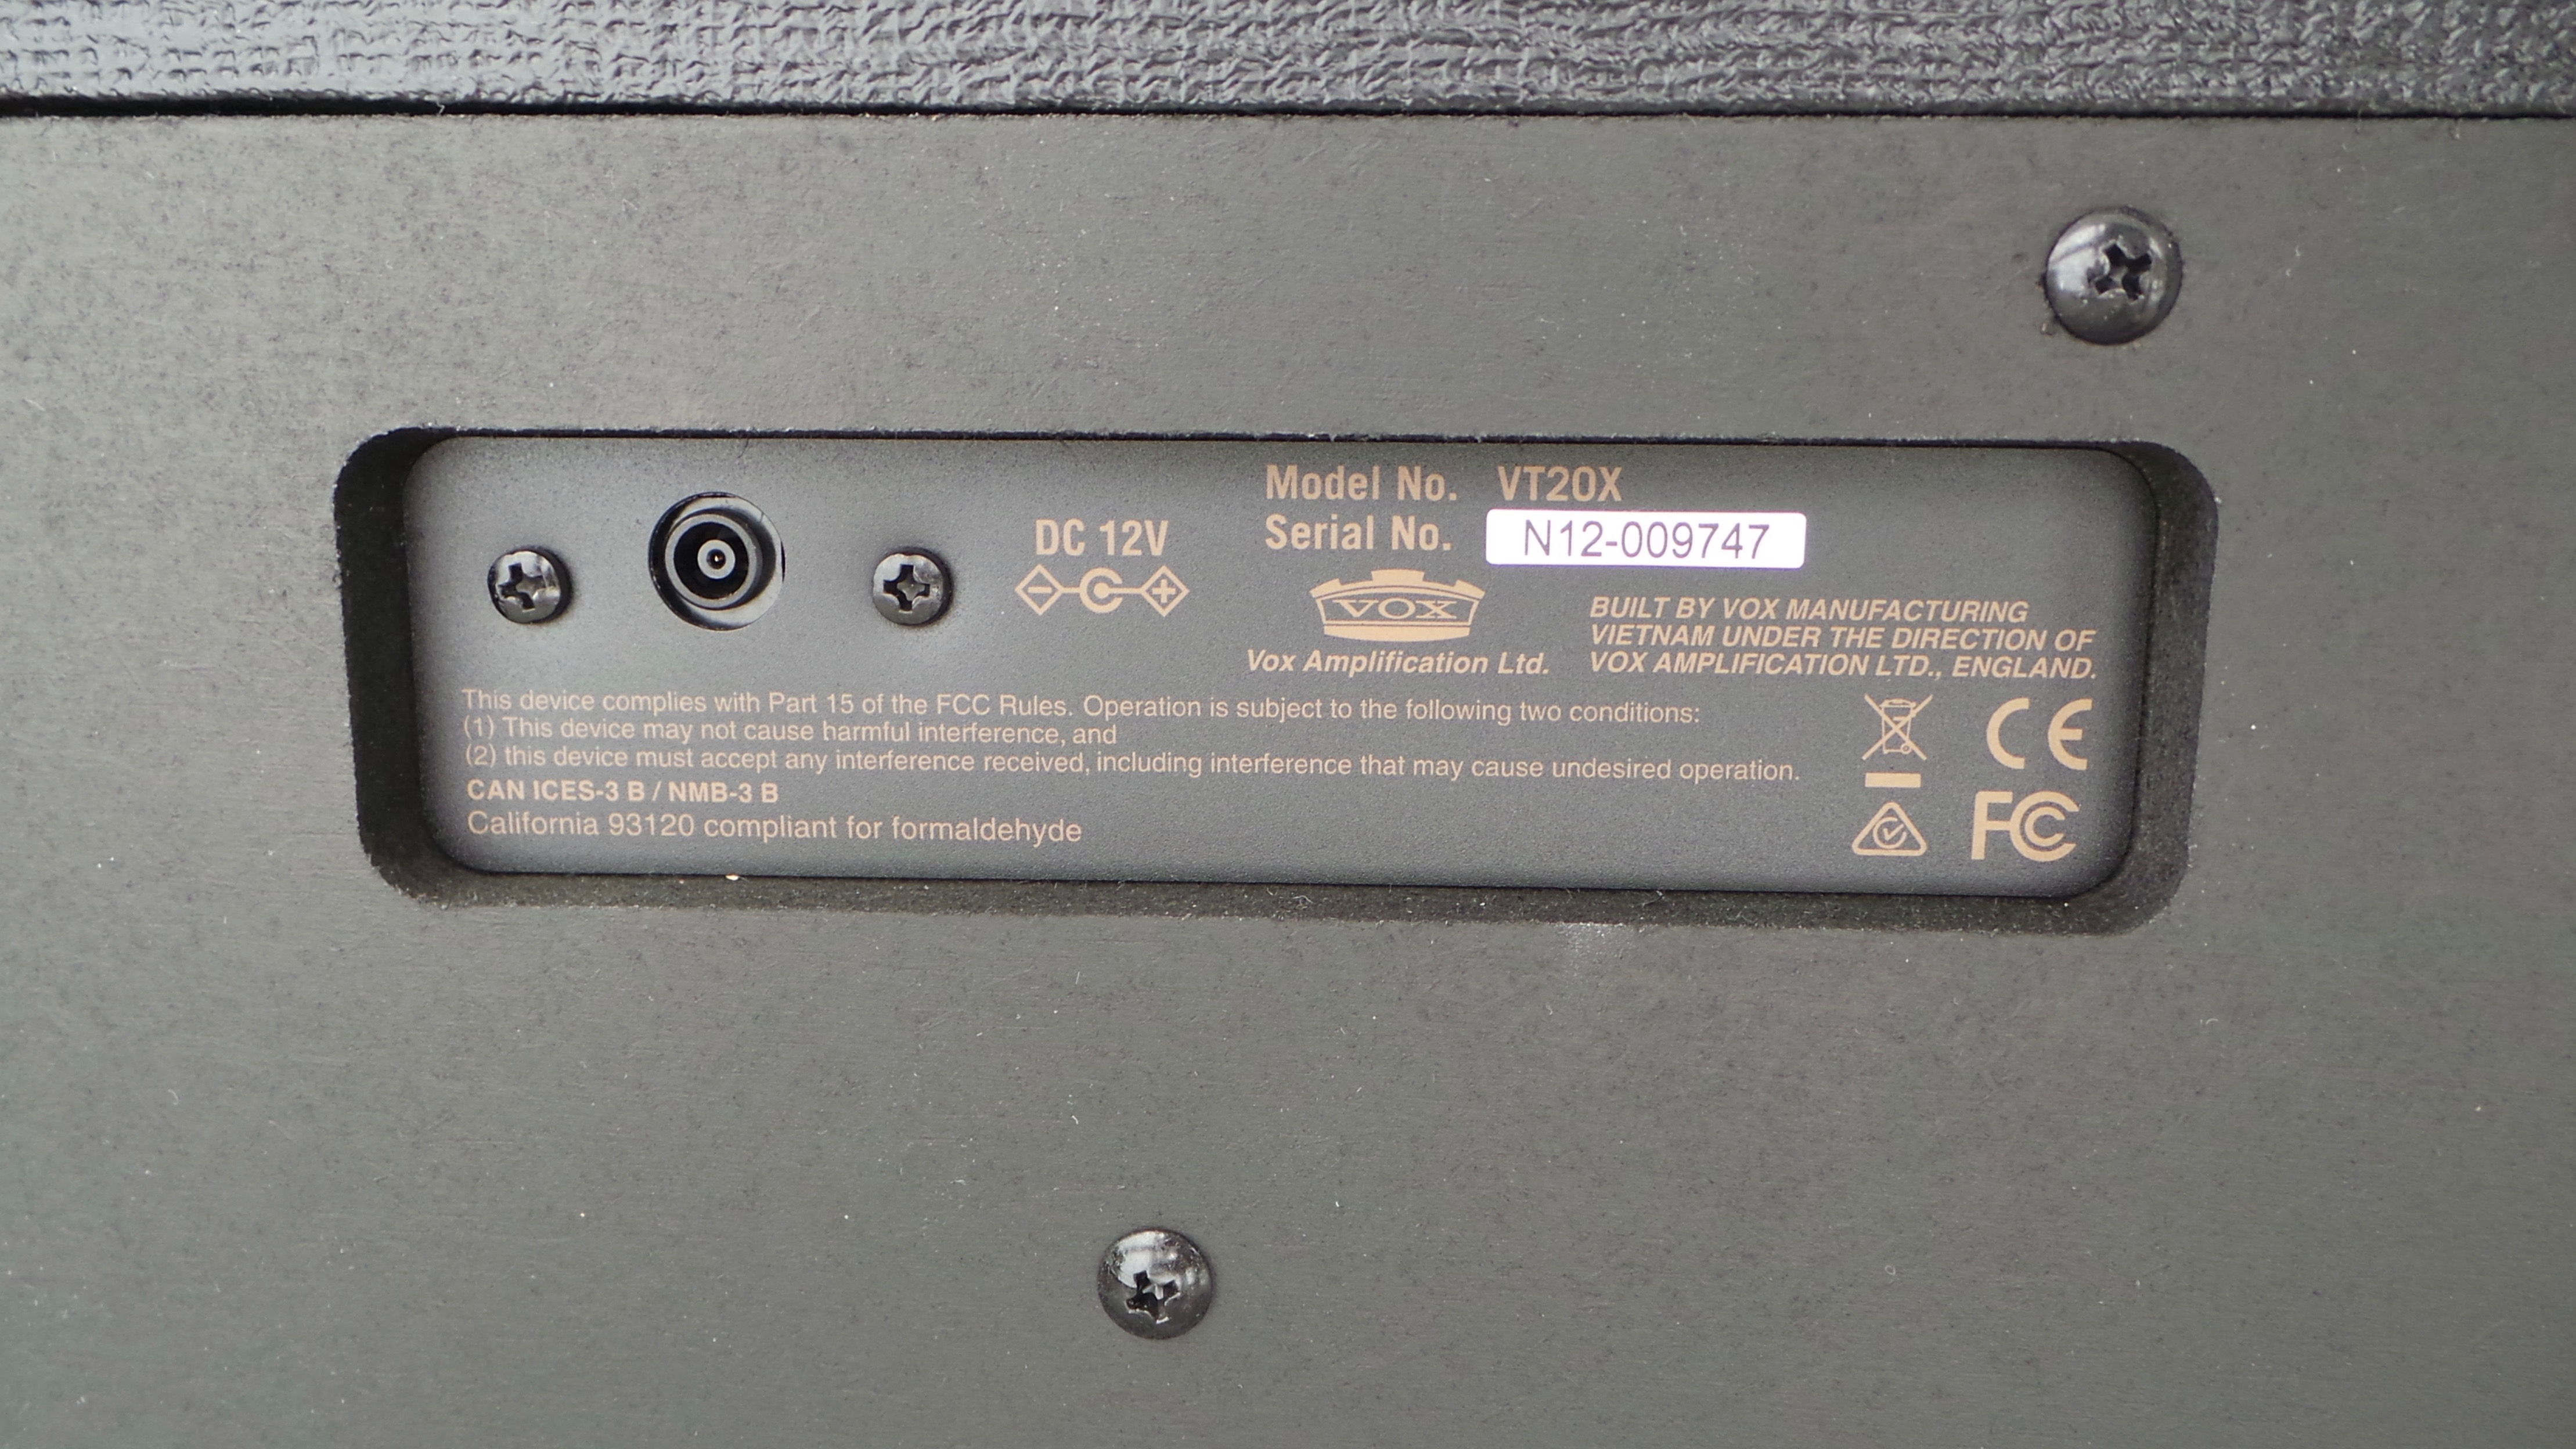 Model No. VT20X
Serial No. N12-009747
DC 12V
VOX
Vox Amplification Ltd.
BUILT BY VOX MANUFACTURING
VIETNAM UNDER THE DIRECTION OF
VOX AMPLIFICATION LTD., ENGLAND.
This device complies with Part 15 of the FCC Rules. Operation is subject to the following two conditions:
(1) This device may not cause harmful interference, and
(2) this device must accept any interference received, including interference that may cause undesired operation.
CAN ICES-3 B / NMB-3 B
California 93120 compliant for formaldehyde
CE
FC